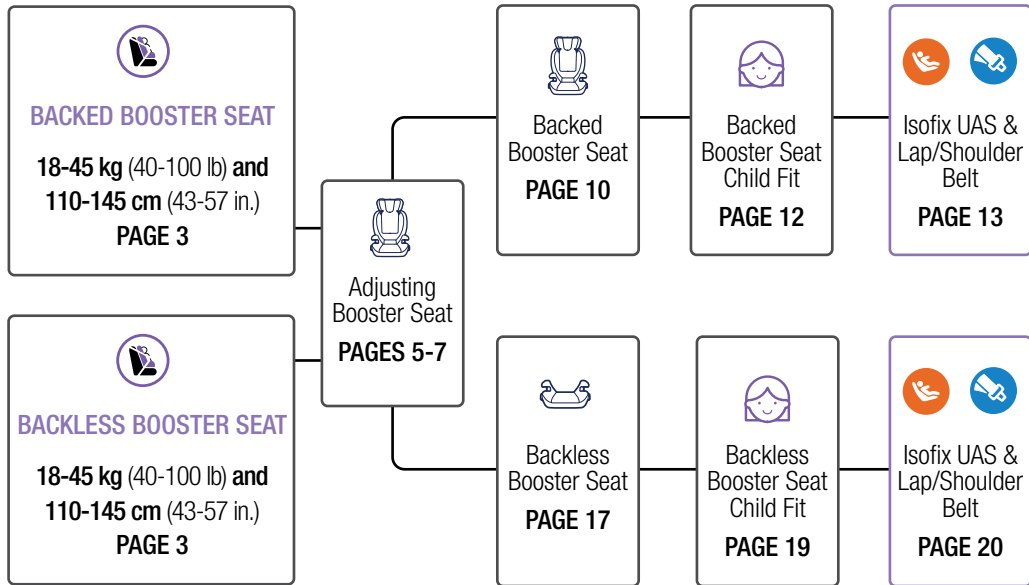 BACKED BOOSTER SEAT
18-45 kg (40-100 lb) and
110-145 cm (43-57 in.)
PAGE 3
BACKLESS BOOSTER SEAT
18-45 kg (40-100 lb) and
110-145 cm (43-57 in.)
PAGE 3
Adjusting
Booster Seat
PAGES 5-7
Backed
Booster Seat
PAGE 10
Backed
Booster Seat
Child Fit
PAGE 12
Isofix UAS &
Lap/Shoulder
Belt
PAGE 13
Backless
Booster Seat
PAGE 17
Backless
Booster Seat
Child Fit
PAGE 19
Isofix UAS &
Lap/Shoulder
Belt
PAGE 20